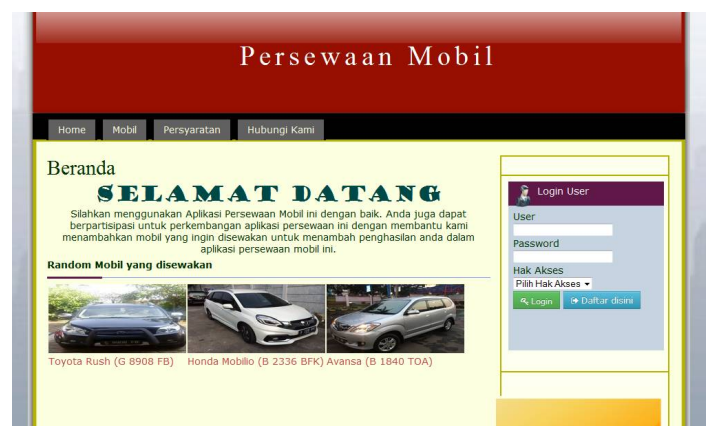 Persewaan Mobil
Home Mobil Persyaratan Hubungi Kami
Beranda
SELAMAT DATANG
Silahkan menggunakan Aplikasi Persewaan Mobil ini dengan baik. Anda juga dapat
berpartisipasi untuk perkembangan aplikasi persewaan ini dengan membantu kami
menambahkan mobil yang ingin disewakan untuk menambah penghasilan anda dalam
aplikasi persewaan mobil ini.
Random Mobil yang disewakan
Toyota Rush (G 8908 FB) Honda Mobilio (B 2336 BFK) Avansa (B 1840 TOA)
Login User
User
Password
Hak Akses
Pilih Hak Akses
Login Daftar disini